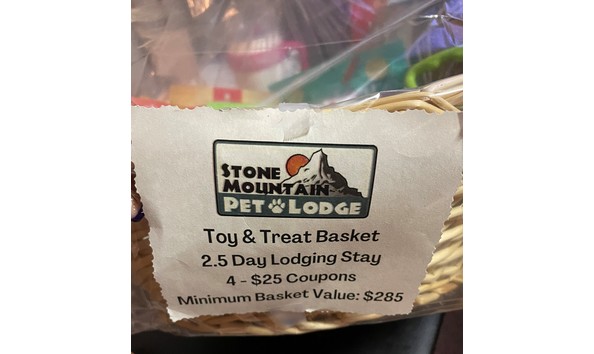 STONE
MOUNTAIN
PET LODGE
Toy & Treat Basket
2.5 Day Lodging Stay
4 - $25 Coupons
Minimum Basket Value: $285